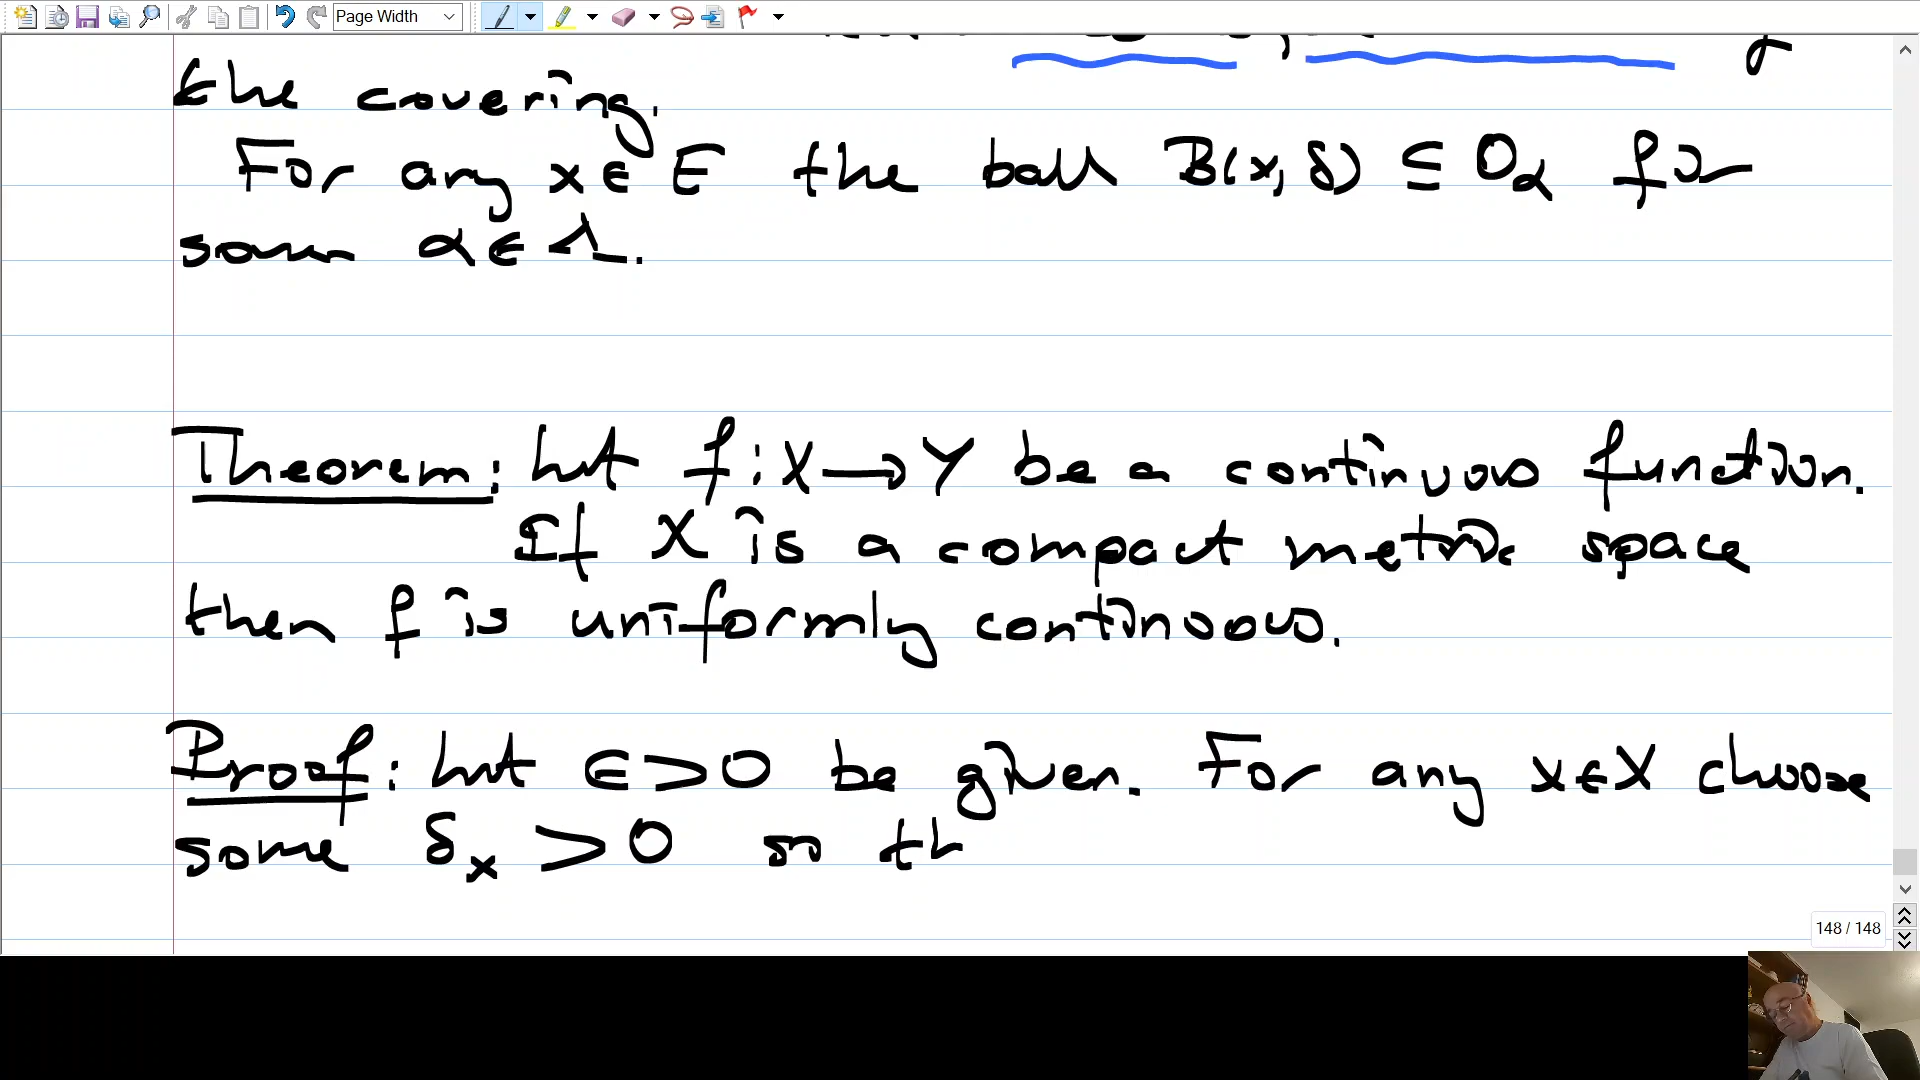 Page Width
the covering.
For any x ∈ E the ball B(x, δ) ⊆ O_α for
some α ∈ Λ.
Theorem: Let f : X → Y be a continuous function.
If X is a compact metric space
then f is uniformly continuous.
Proof: Let ϵ > 0 be given. For any x ∈ X choose
some δ_x > 0 so th
148 / 148